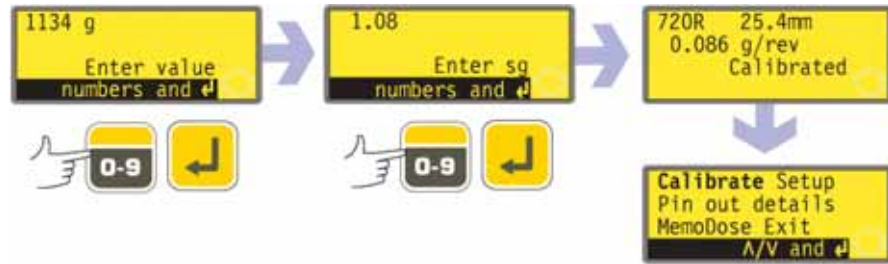 1134 g
Enter value
numbers and ↵
0-9
↵
1.08
Enter sg
numbers and ↵
0-9
↵
720R 25.4mm
0.086 g/rev
Calibrated
Calibrate Setup
Pin out details
MemoDose Exit
Λ/V and ↵